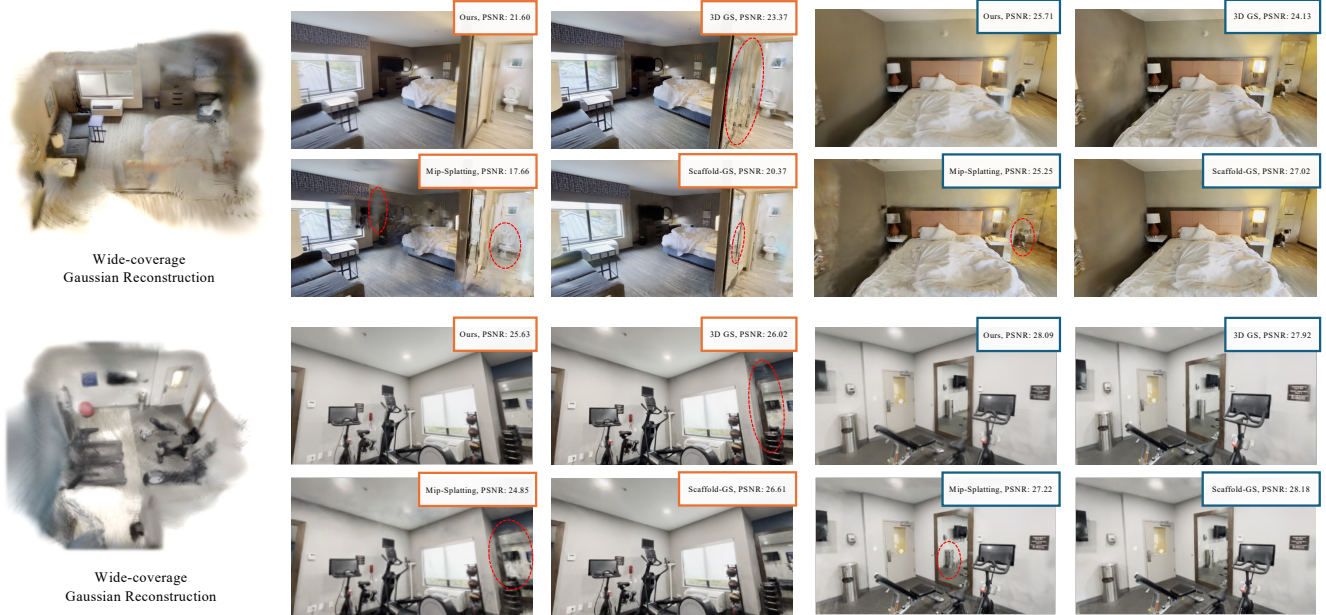 Ours, PSNR: 21.60
3D GS, PSNR: 23.37
Ours, PSNR: 25.71
3D GS, PSNR: 24.13
Mip-Splatting, PSNR: 17.66
Scaffold-GS, PSNR: 20.37
Mip-Splatting, PSNR: 25.25
Scaffold-GS, PSNR: 27.02
Wide-coverage
Gaussian Reconstruction
Ours, PSNR: 25.63
3D GS, PSNR: 26.02
Ours, PSNR: 28.09
3D GS, PSNR: 27.92
Mip-Splatting, PSNR: 24.85
Scaffold-GS, PSNR: 26.61
Mip-Splatting, PSNR: 27.22
Scaffold-GS, PSNR: 28.18
Wide-coverage
Gaussian Reconstruction